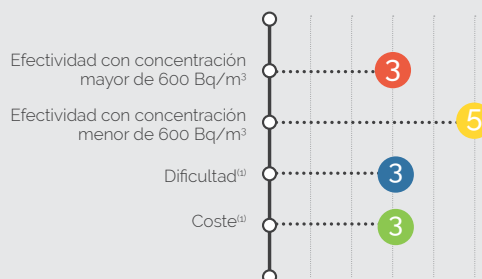 Efectividad con concentración
mayor de 600 Bq/m³
3
Efectividad con concentración
menor de 600 Bq/m³
5
Dificultad⁽¹⁾
3
Coste⁽¹⁾
3